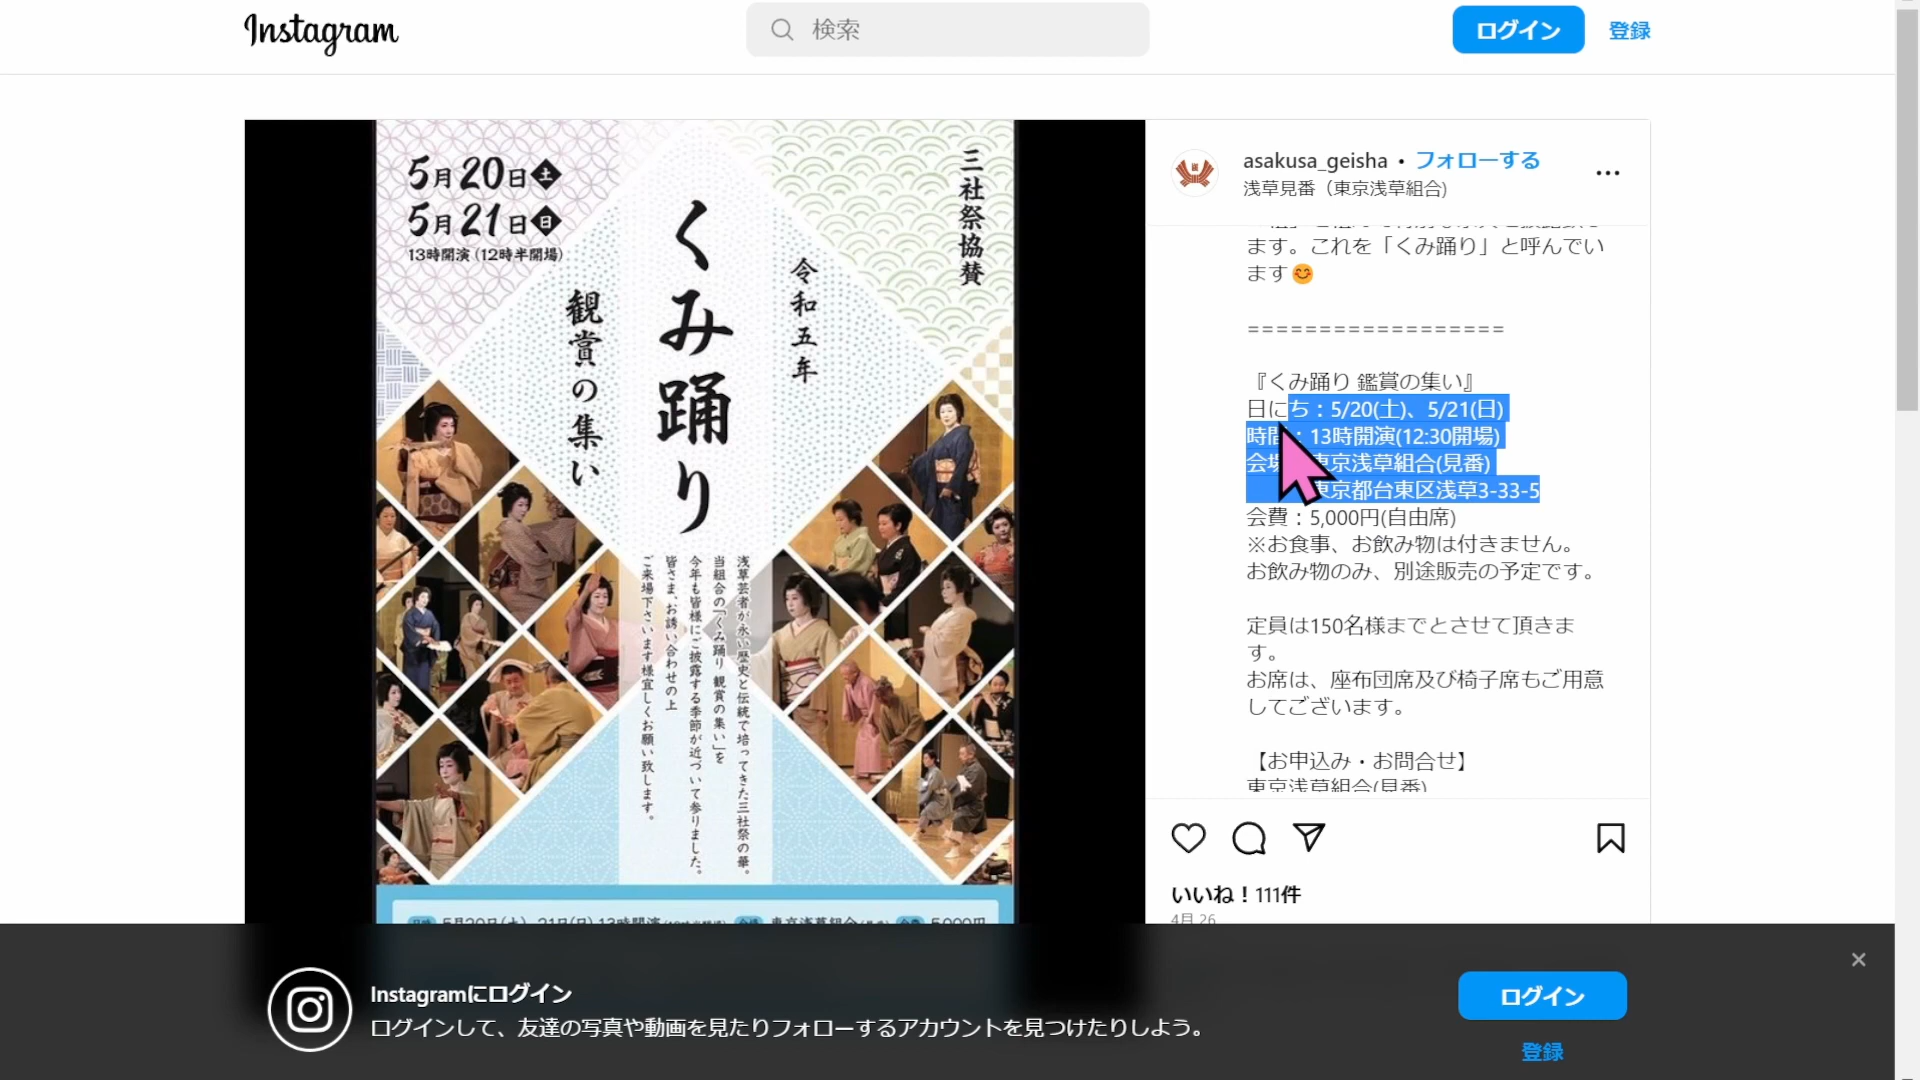 Instagram
検索
ログイン
登録
5月20日土
5月21日日
13時開演 (12時半開場)
三社祭協賛
令和五年
くみ踊り
観賞の集い
浅草芸者が永い歴史と伝統で培ってきた三社祭の華。
当組合の「くみ踊り 観賞の集い」を
今年も皆様にご披露する季節が近づいて参りました。
皆さま、お誘い合わせの上
ご来場下さいます様宜しくお願い致します。
asakusa_geisha • フォローする
浅草見番（東京浅草組合)
ます。これを「くみ踊り」と呼んでい
ます😊
==================
『くみ踊り 鑑賞の集い』
日にち：5/20(土)、5/21(日)
時間：13時開演(12:30開場)
会場 東京浅草組合(見番)
東京都台東区浅草3-33-5
会費：5,000円(自由席)
※お食事、お飲み物は付きません。
お飲み物のみ、別途販売の予定です。
定員は150名様までとさせて頂きま
す。
お席は、座布団席及び椅子席もご用意
してございます。
【お申込み・お問合せ】
東京浅草組合(見番)
いいね！111件
4月 26
Instagramにログイン
ログインして、友達の写真や動画を見たりフォローするアカウントを見つけたりしよう。
ログイン
登録